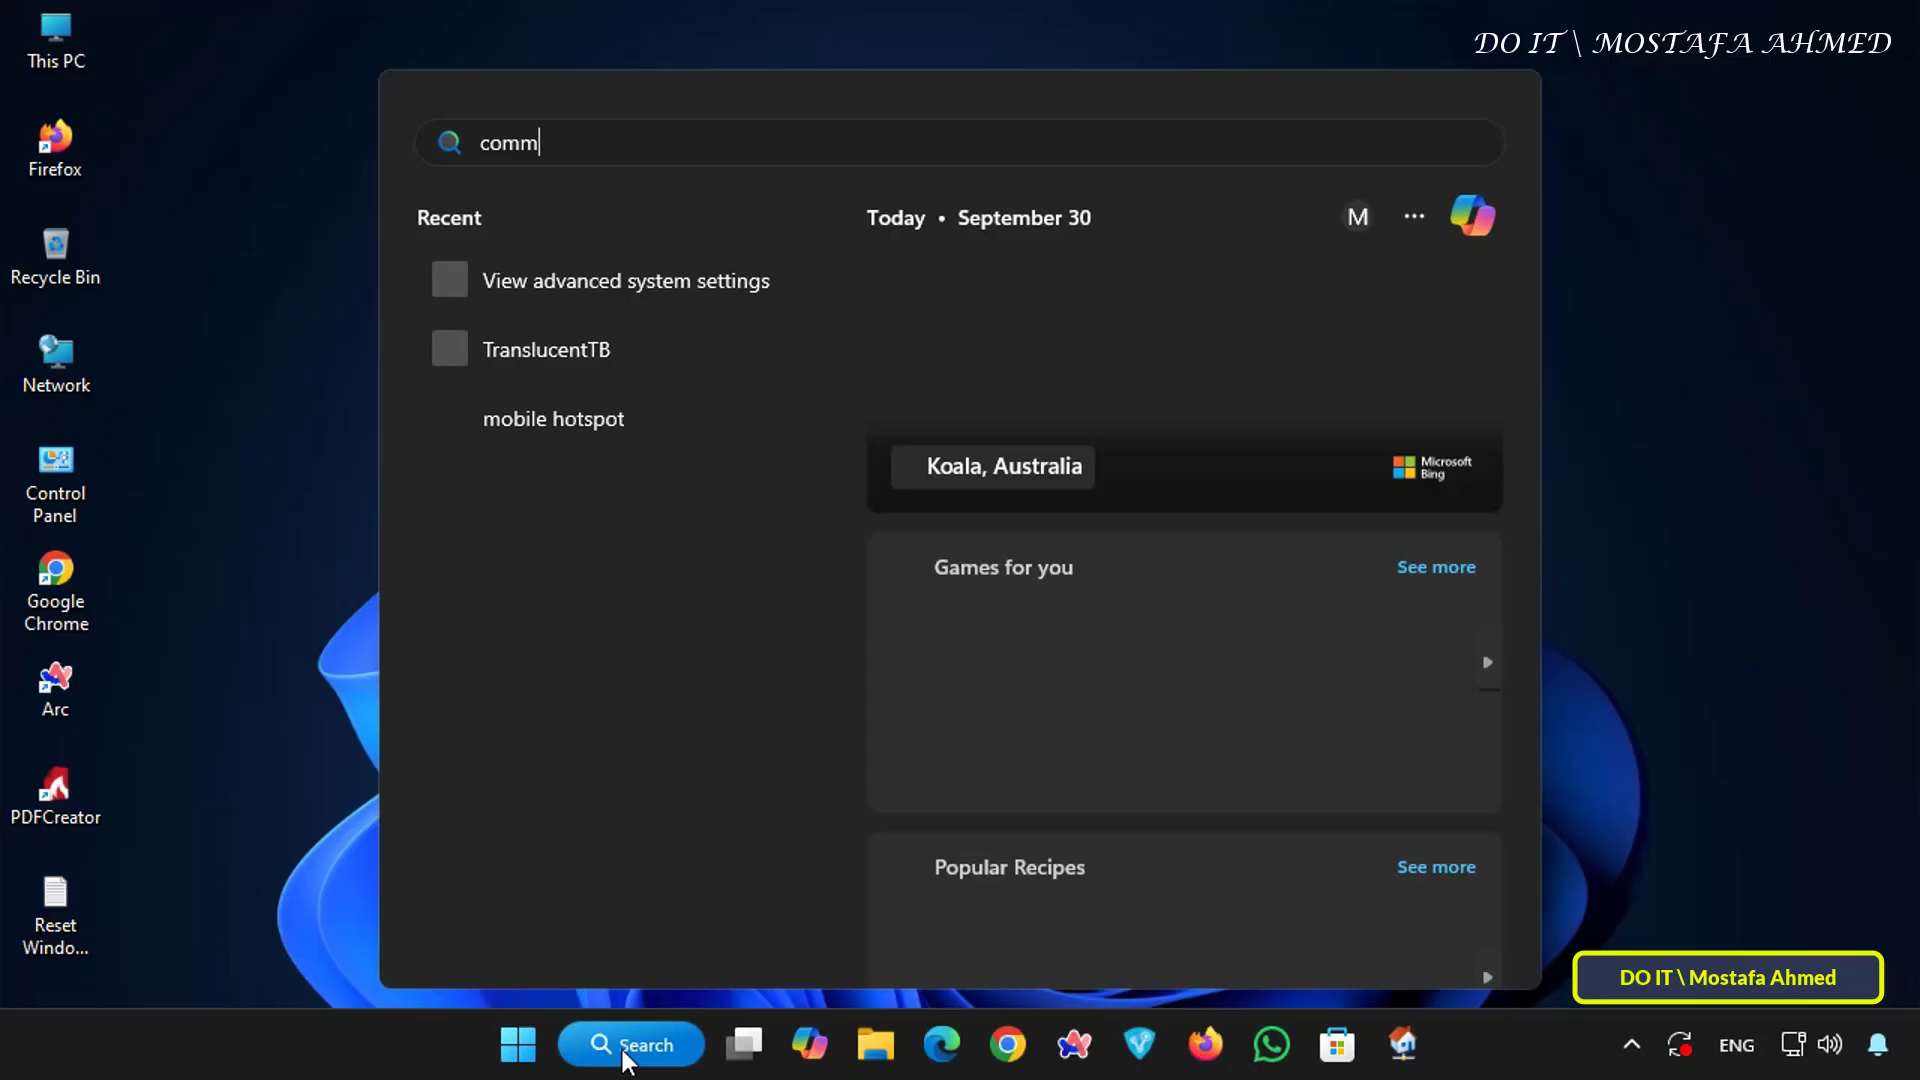 DO IT \ MOSTAFA AHMED
This PC
Firefox
Recycle Bin
Network
Control
Panel
Google
Chrome
Arc
PDFCreator
Reset
Windo...
comm
Recent
View advanced system settings
TranslucentTB
mobile hotspot
Today • September 30
M
...
Koala, Australia
Microsoft
Bing
Games for you
See more
Popular Recipes
See more
DO IT \ Mostafa Ahmed
Search
ENG